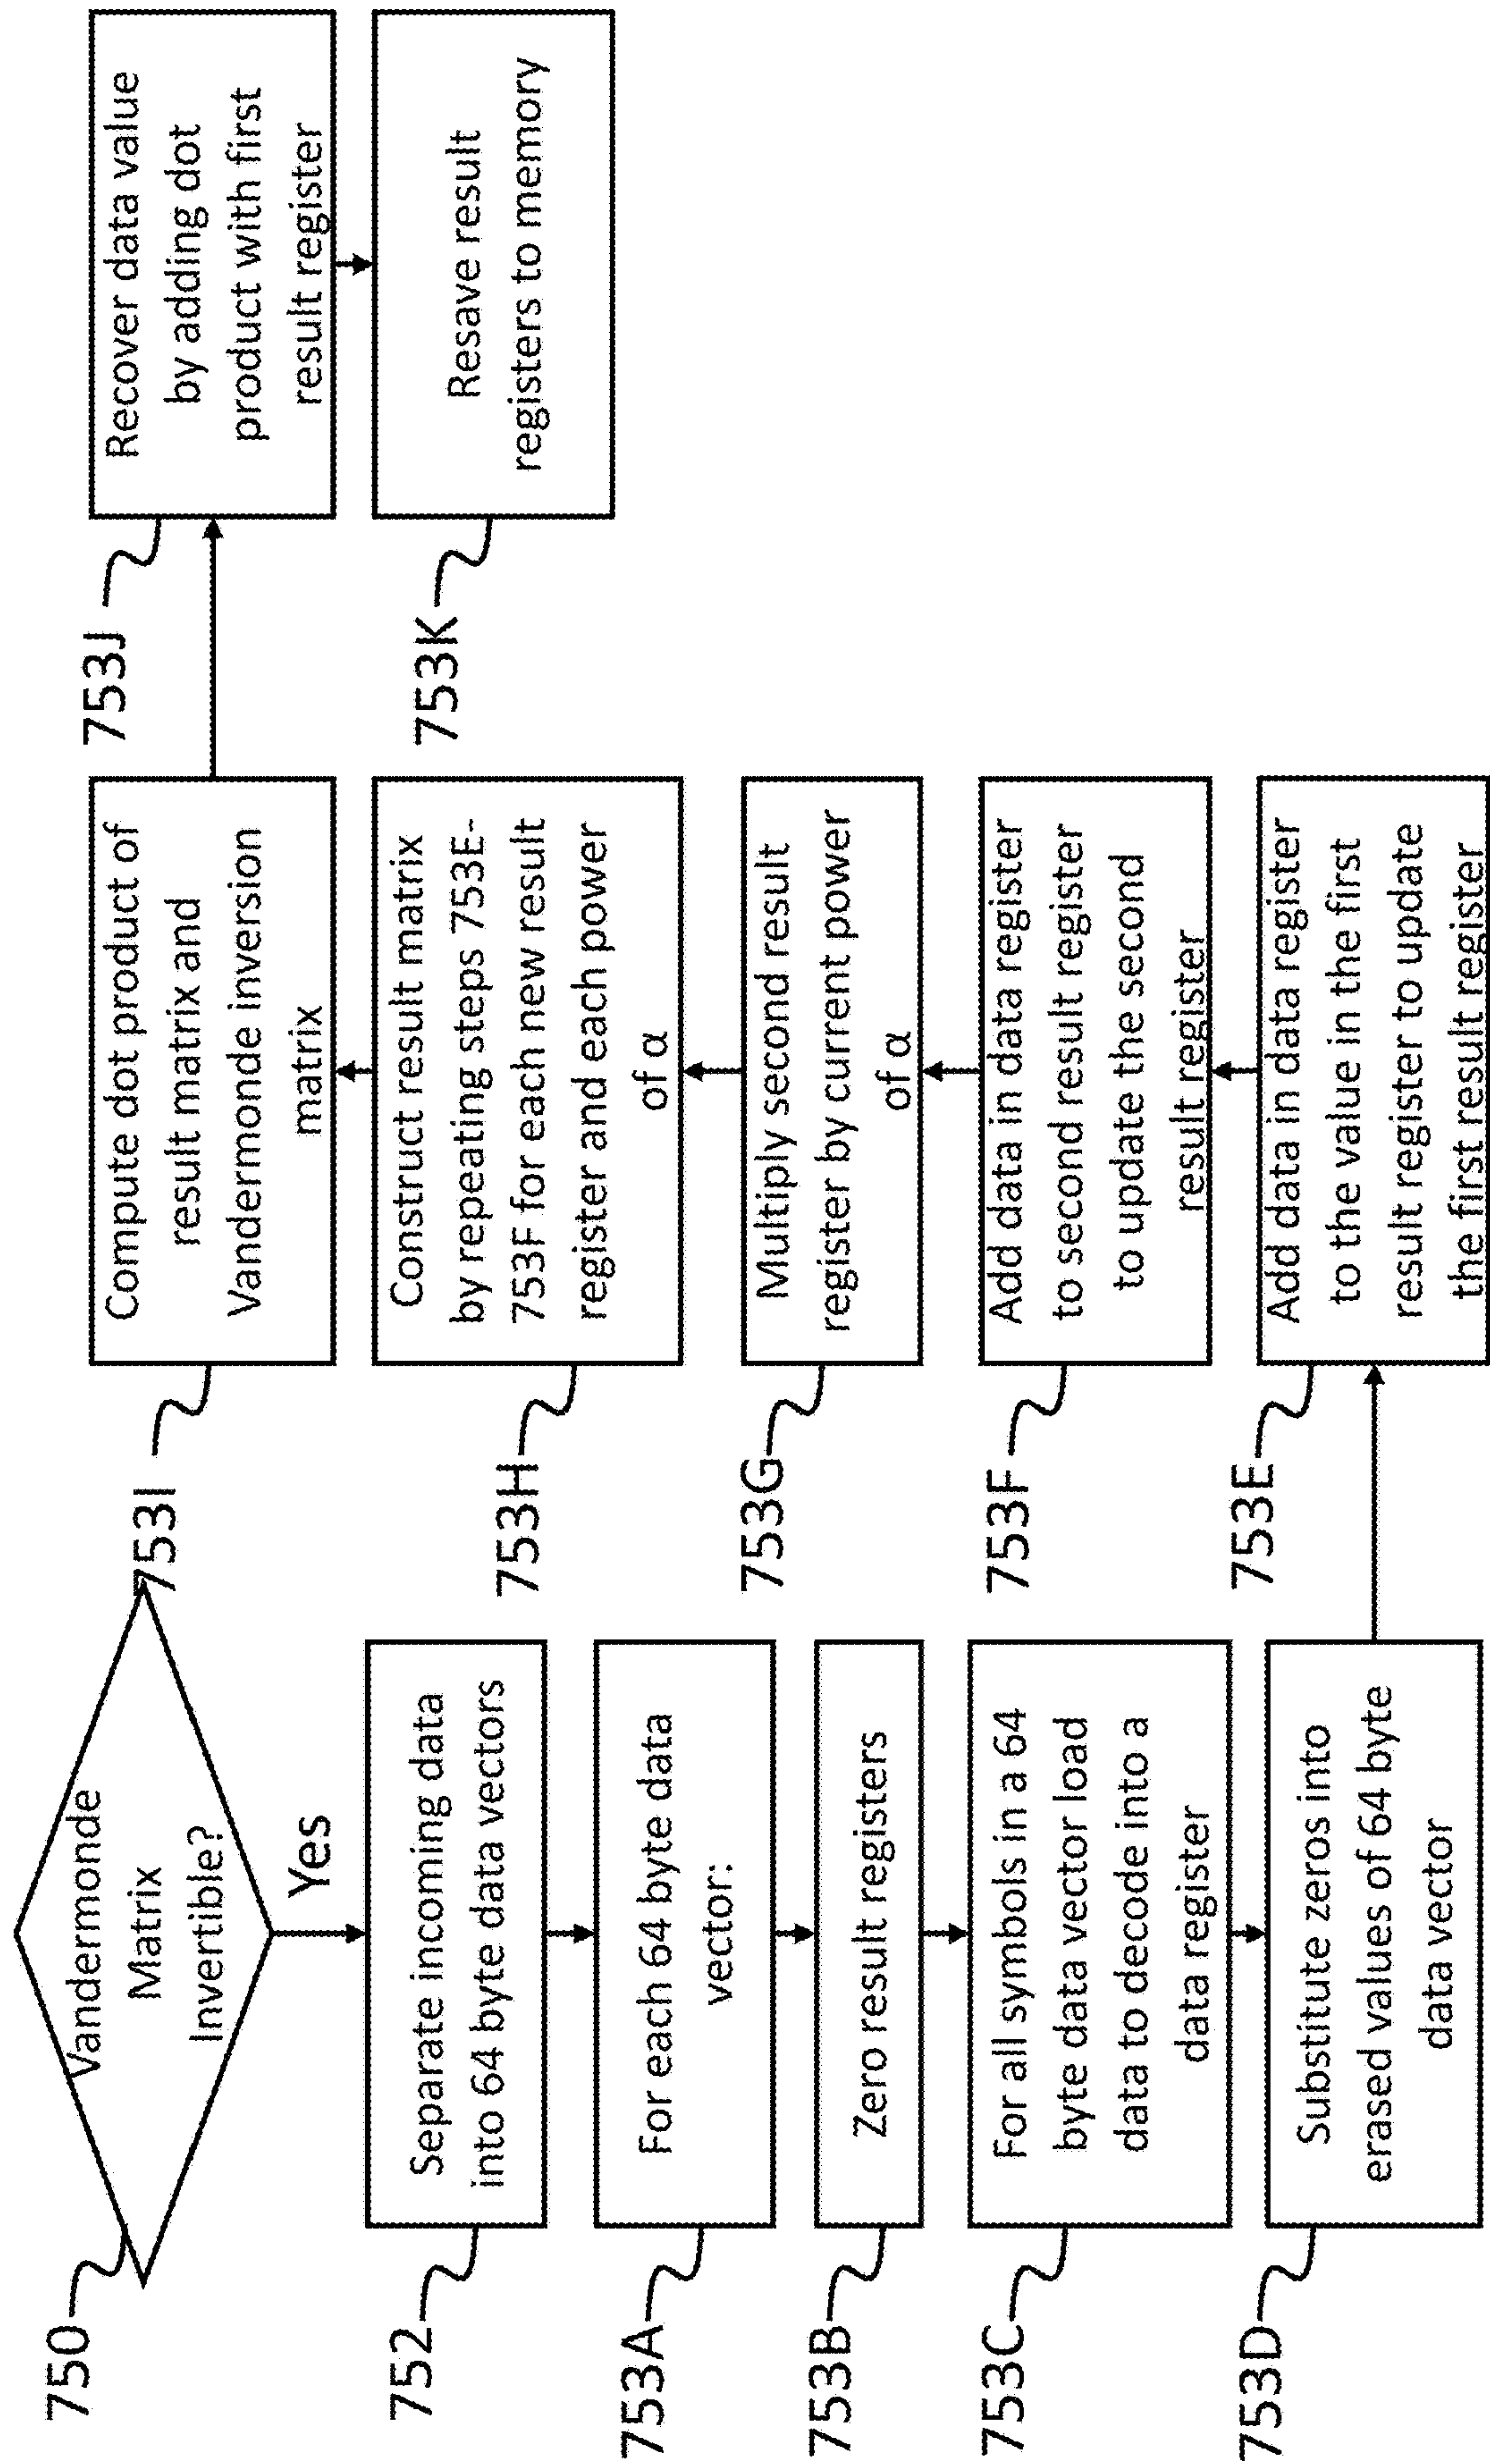 750
Vandermonde
Matrix
Invertible?
Yes
752
Separate incoming data
into 64 byte data vectors
753A
For each 64 byte data
vector:
753B
Zero result registers
753C
For all symbols in a 64
byte data vector load
data to decode into a
data register
753D
Substitute zeros into
erased values of 64 byte
data vector
753E
Add data in data register
to the value in the first
result register to update
the first result register
753F
Add data in data register
to second result register
to update the second
result register
753G
Multiply second result
register by current power
of α
753H
Construct result matrix
by repeating steps 753E-
753F for each new result
register and each power
of α
753I
Compute dot product of
result matrix and
Vandermonde inversion
matrix
753J
Recover data value
by adding dot
product with first
result register
753K
Resave result
registers to memory